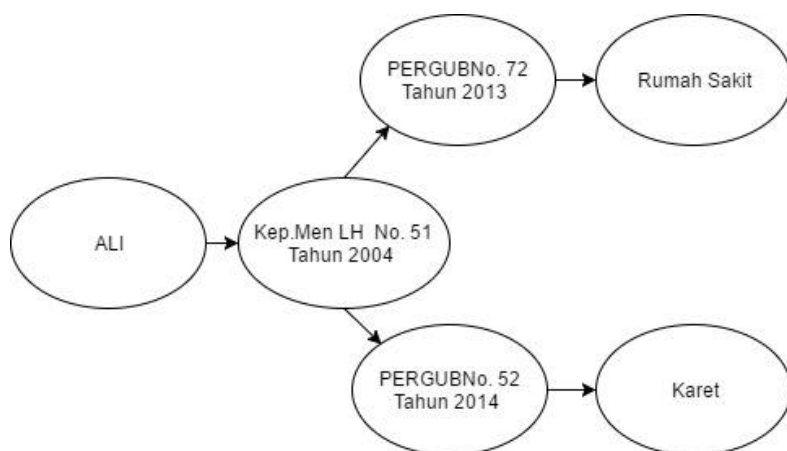 PERGUBNo. 72
Tahun 2013
Rumah Sakit
ALI
Kep.Men LH No. 51
Tahun 2004
PERGUBNo. 52
Tahun 2014
Karet